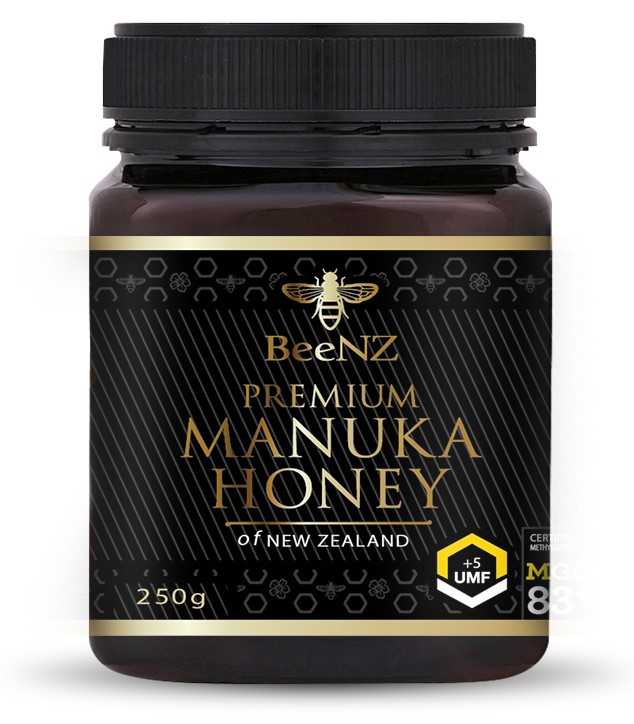 BeeNZ
PREMIUM
MANUKA
HONEY
of NEW ZEALAND
+5
UMF
250g